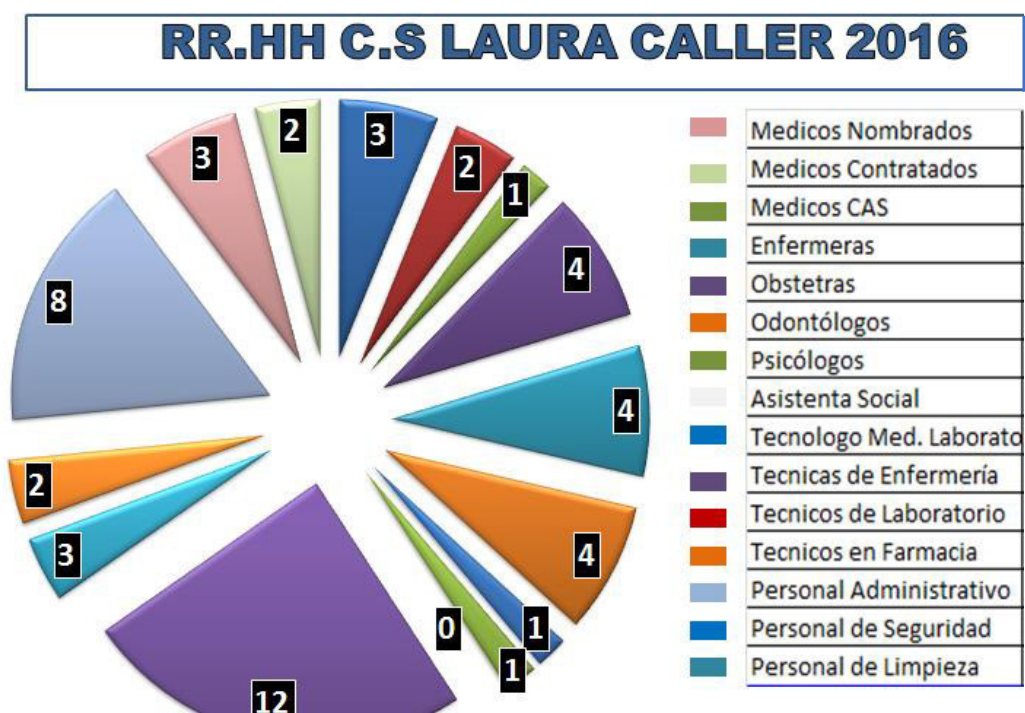 RR.HH C.S LAURA CALLER 2016
3
2
1
4
4
4
1
1
0
12
3
2
8
3
2
Medicos Nombrados
Medicos Contratados
Medicos CAS
Enfermeras
Obstetras
Odontólogos
Psicólogos
Asistenta Social
Tecnologo Med. Laborato
Tecnicas de Enfermería
Tecnicos de Laboratorio
Tecnicos en Farmacia
Personal Administrativo
Personal de Seguridad
Personal de Limpieza